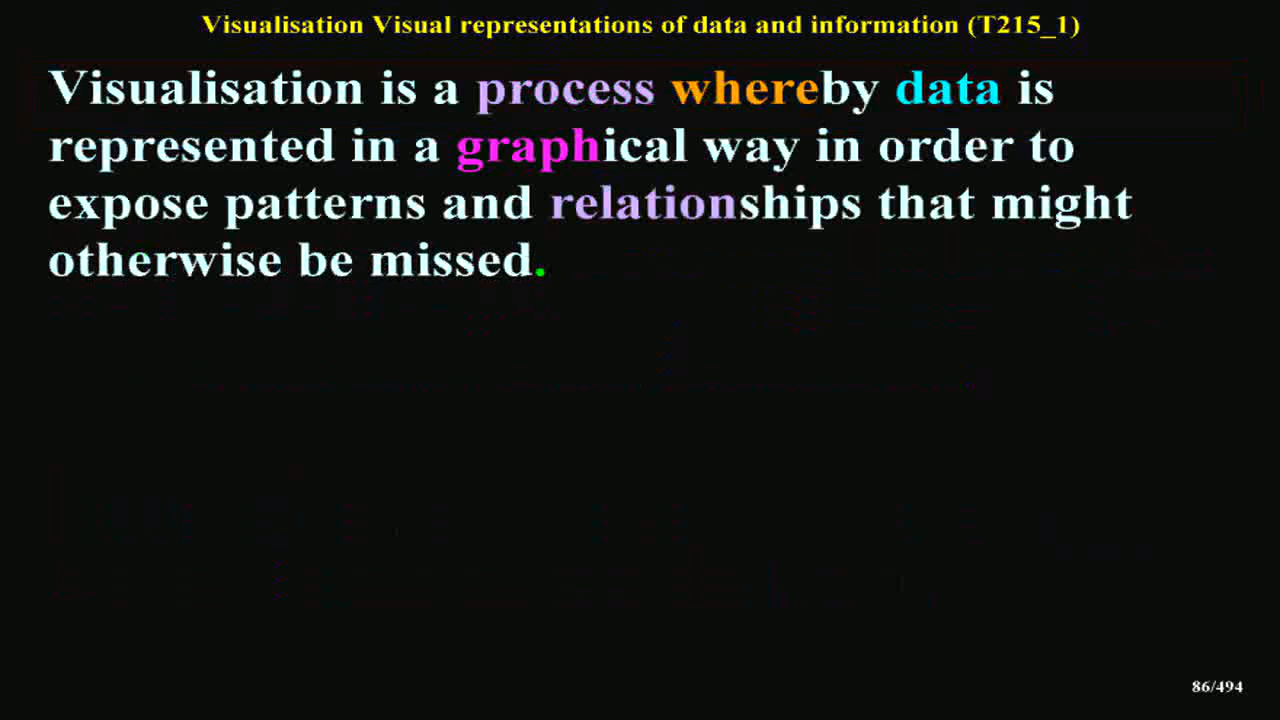 Visualisation Visual representations of data and information (T215_1)
Visualisation is a process whereby data is
represented in a graphical way in order to
expose patterns and relationships that might
otherwise be missed.
86/494